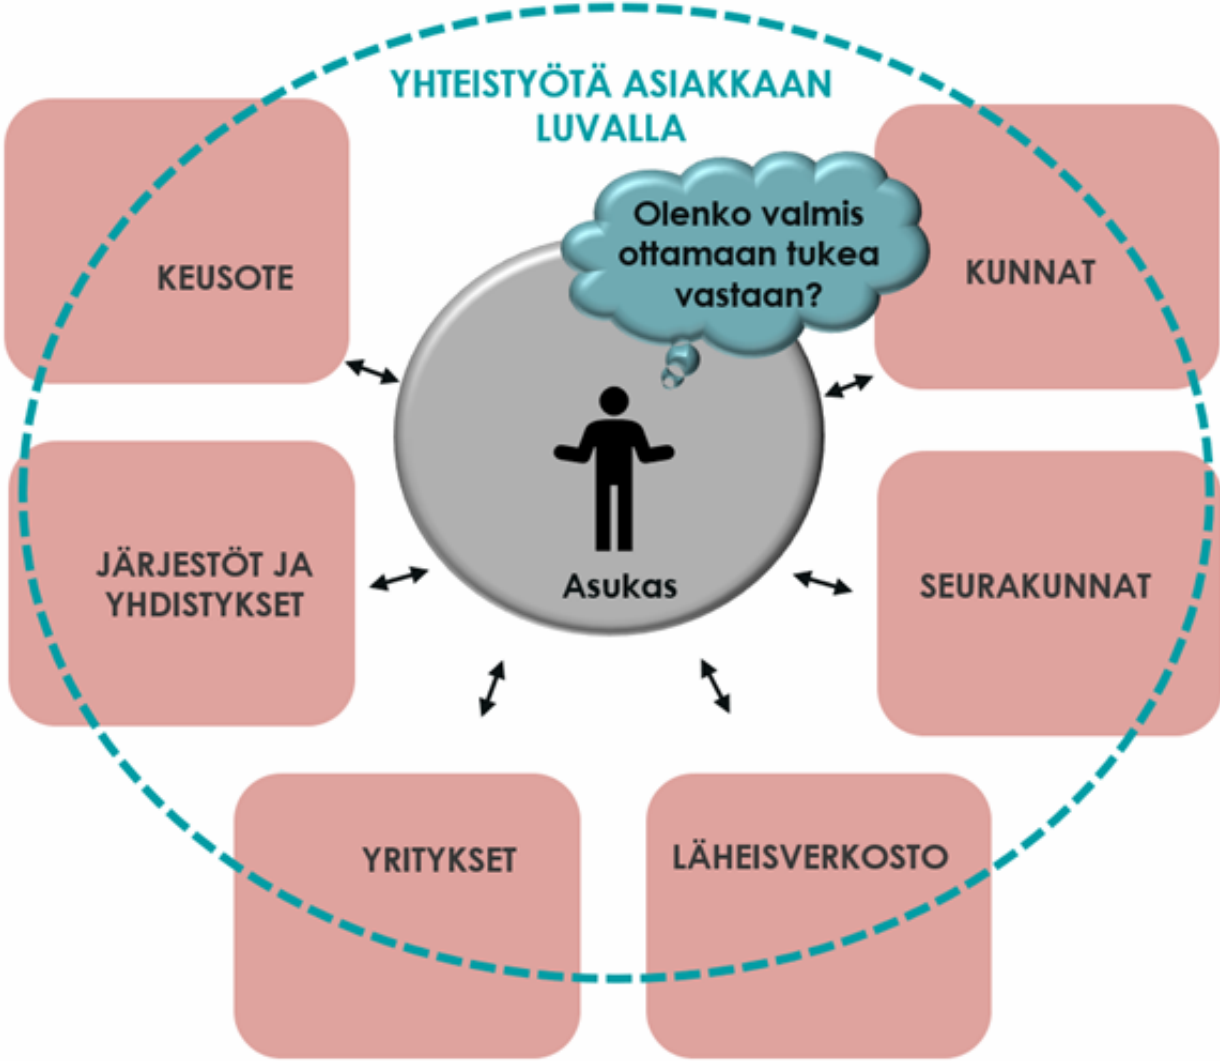 YHTEISTYÖTÄ ASIAKKAAN
LUVALLA
Olenko valmis
ottamaan tukea
vastaan?
KEUSOTE
KUNNAT
JÄRJESTÖT JA
YHDISTYKSET
Asukas
SEURAKUNNAT
YRITYKSET
LÄHEISVERKOSTO